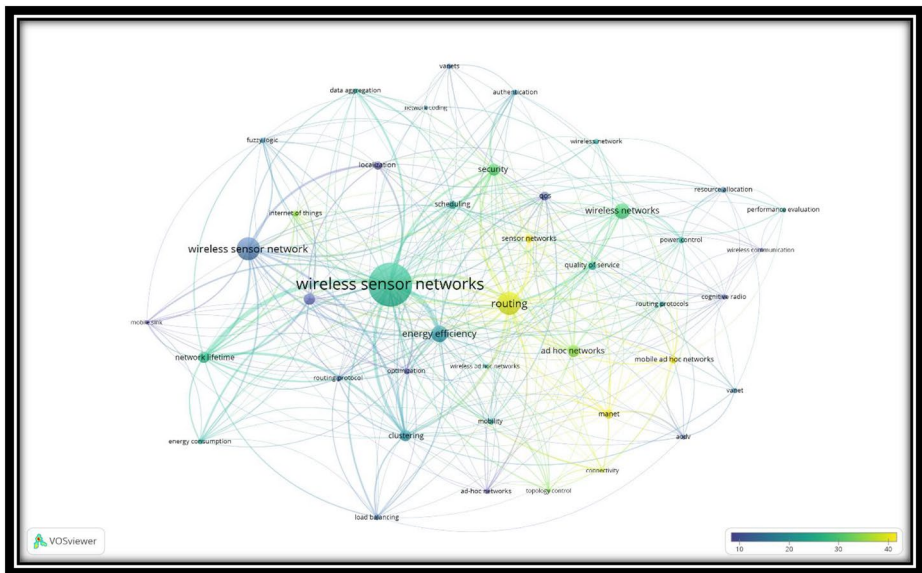 vanets
data aggregation
authentication
network coding
fuzzy logic
wireless network
localization
security
resource allocation
qos
scheduling
wireless networks
performance evaluation
internet of things
sensor networks
power control
wireless sensor network
wireless communication
quality of service
wireless sensor networks
cognitive radio
routing
routing protocols
mobile sink
energy efficiency
ad hoc networks
network lifetime
mobile ad hoc networks
wireless ad hoc networks
optimization
routing protocol
vanet
manet
mobility
clustering
aodv
energy consumption
connectivity
ad-hoc networks
topology control
load balancing
VOSviewer
10 20 30 40